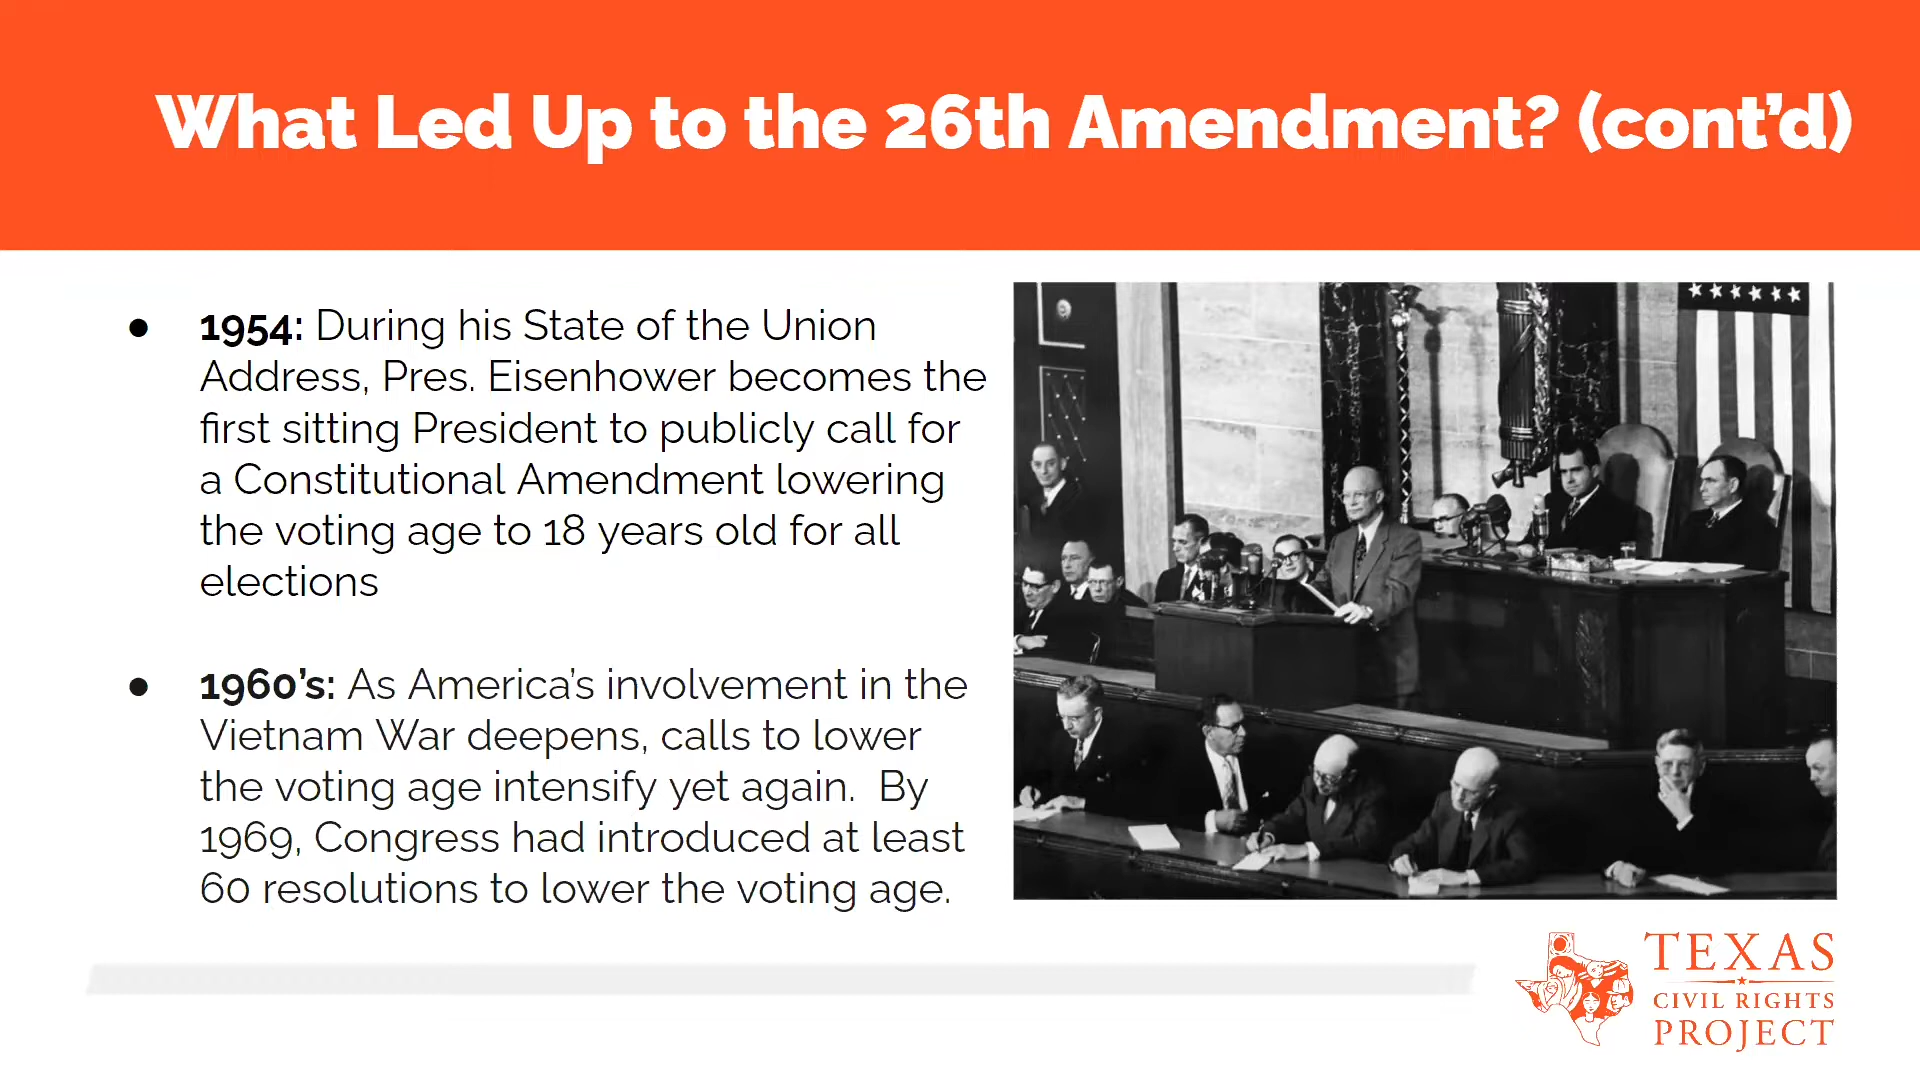 What Led Up to the 26th Amendment? (cont’d)
● 1954: During his State of the Union
Address, Pres. Eisenhower becomes the
first sitting President to publicly call for
a Constitutional Amendment lowering
the voting age to 18 years old for all
elections
● 1960’s: As America’s involvement in the
Vietnam War deepens, calls to lower
the voting age intensify yet again.  By
1969, Congress had introduced at least
60 resolutions to lower the voting age.
TEXAS
CIVIL RIGHTS
PROJECT